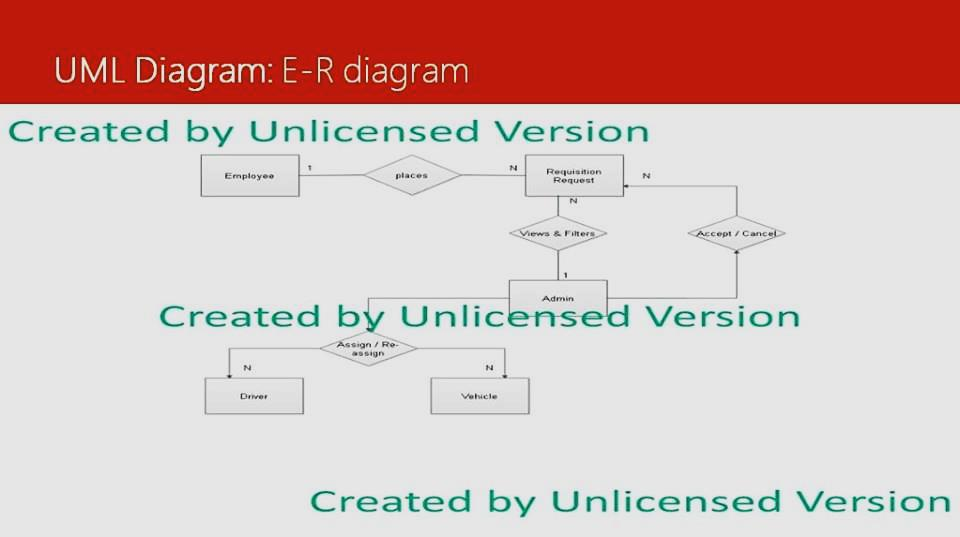 UML Diagram: E-R diagram
Created by Unlicensed Version
Employee
1
places
N
Requisition
Request
N
N
Views & Filters
Accept / Cancel
1
Admin
Created by Unlicensed Version
Assign / Re-
assign
N
N
Driver
Vehicle
Created by Unlicensed Version